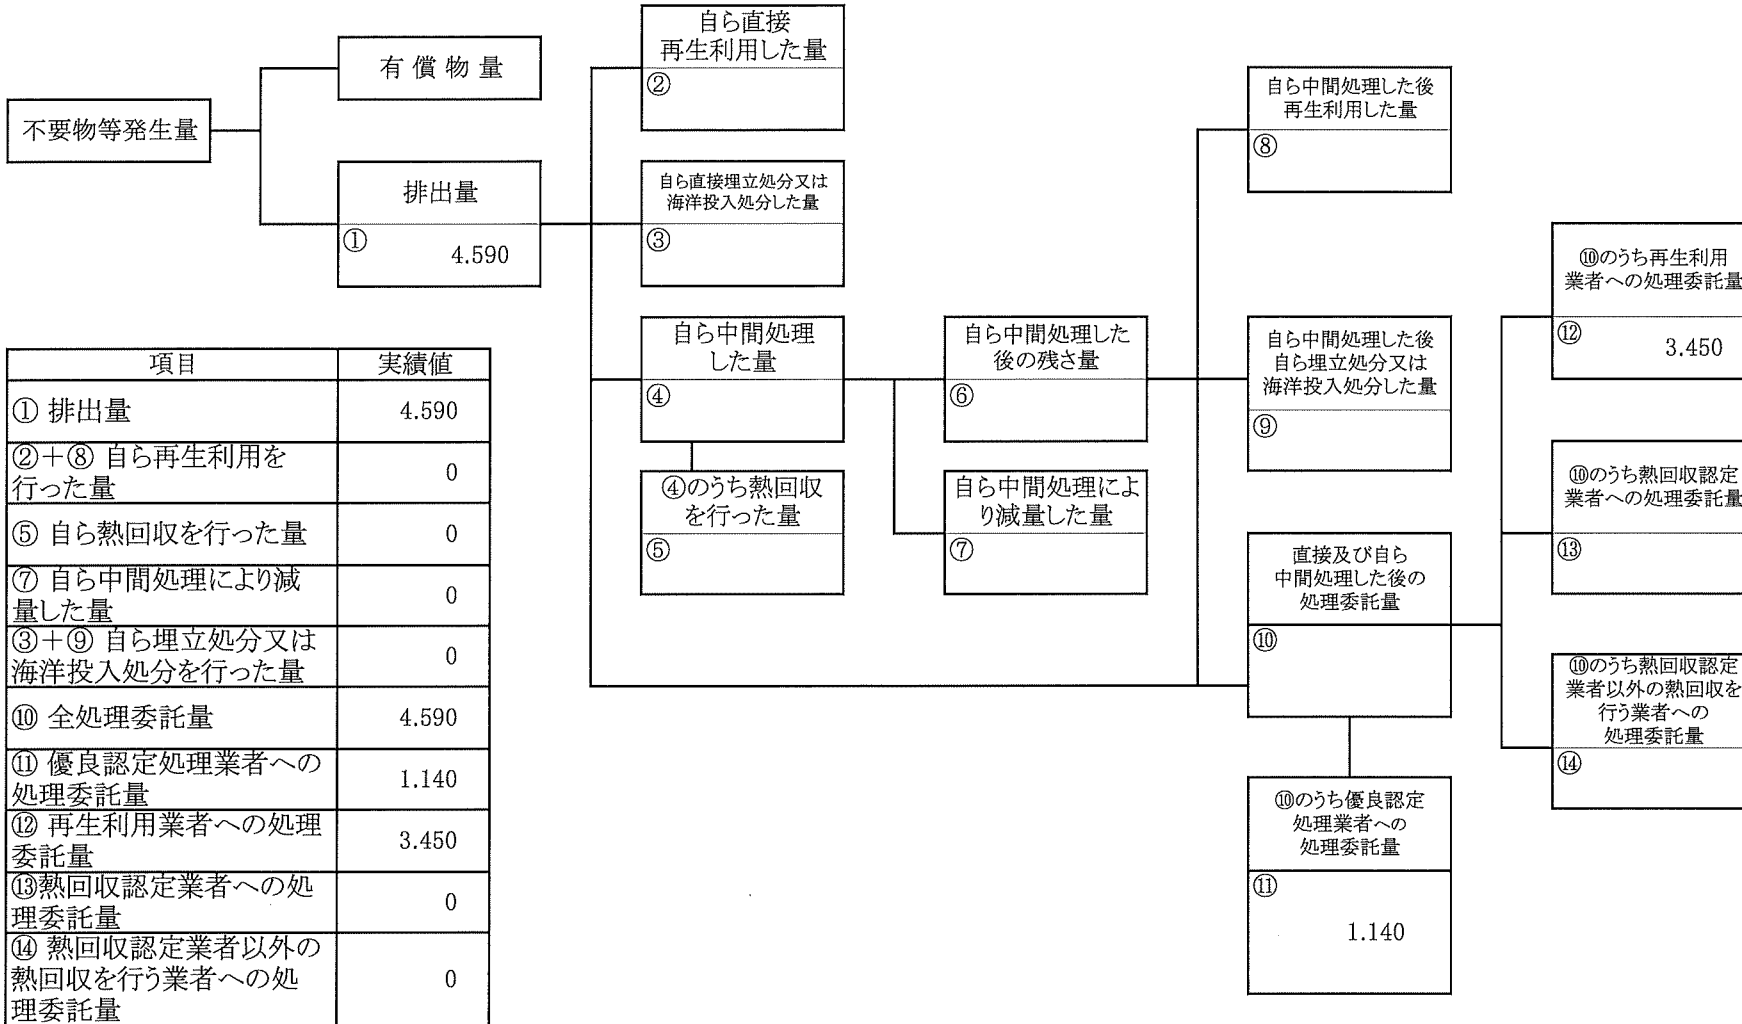 不要物等発生量
有 償 物 量
排出量
①
4.590
自ら直接
再生利用した量
②
自ら直接埋立処分又は
海洋投入処分した量
③
自ら中間処理
した量
④
④のうち熱回収
を行った量
⑤
自ら中間処理した
後の残さ量
⑥
自ら中間処理によ
り減量した量
⑦
自ら中間処理した後
再生利用した量
⑧
自ら中間処理した後
自ら埋立処分又は
海洋投入処分した量
⑨
直接及び自ら
中間処理した後の
処理委託量
⑩
⑩のうち優良認定
処理業者への
処理委託量
⑪
1.140
⑩のうち再生利用
業者への処理委託量
⑫
3.450
⑩のうち熱回収認定
業者への処理委託量
⑬
⑩のうち熱回収認定
業者以外の熱回収を
行う業者への
処理委託量
⑭
項目 実績値
① 排出量 4.590
②＋⑧ 自ら再生利用を
行った量 0
⑤ 自ら熱回収を行った量 0
⑦ 自ら中間処理により減
量した量 0
③＋⑨ 自ら埋立処分又は
海洋投入処分を行った量 0
⑩ 全処理委託量 4.590
⑪ 優良認定処理業者への
処理委託量 1.140
⑫ 再生利用業者への処理
委託量 3.450
⑬熱回収認定業者への処
理委託量 0
⑭ 熱回収認定業者以外の
熱回収を行う業者への処
理委託量 0